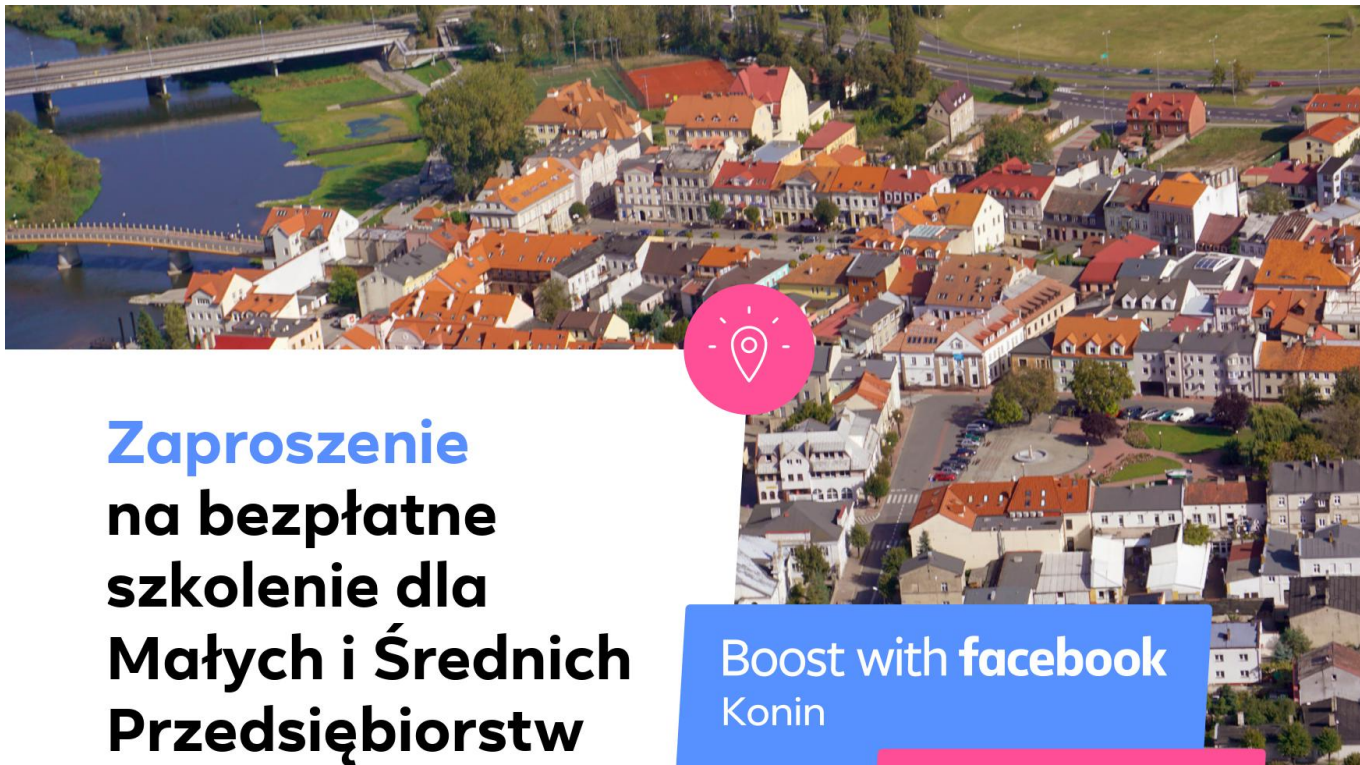 Zaproszenie
na bezpłatne
szkolenie dla
Małych i Średnich
Przedsiębiorstw
Boost with facebook
Konin